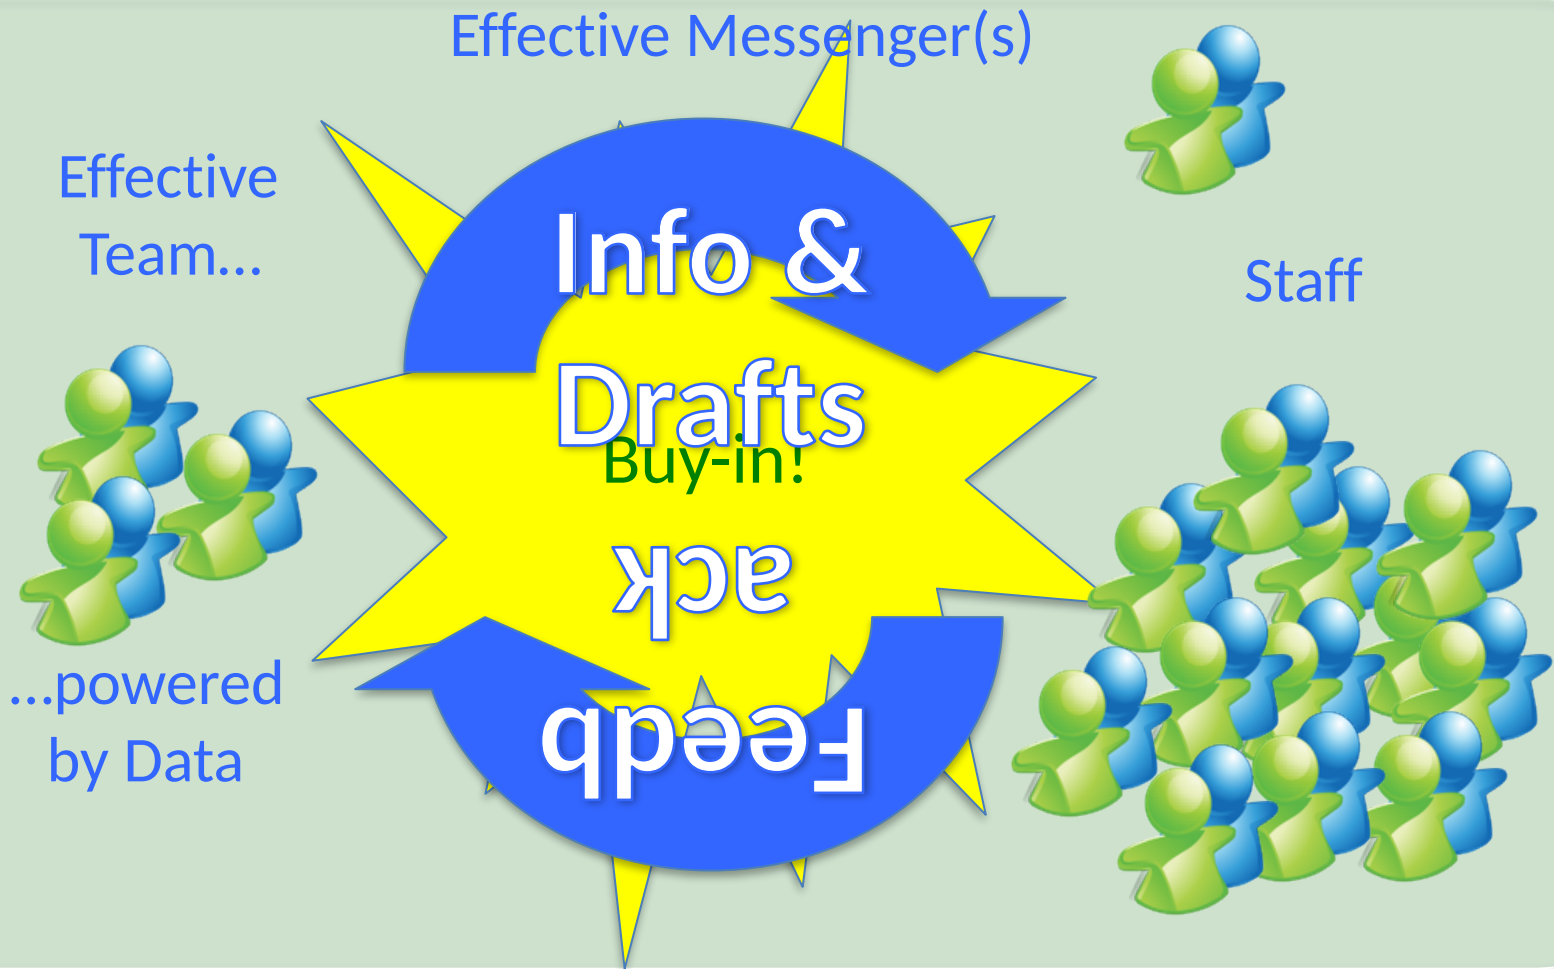 Effective Messenger(s)
Effective
Team...
Info &
Staff
Drafts
Buy-in!
Feedb
ack
...powered
by Data